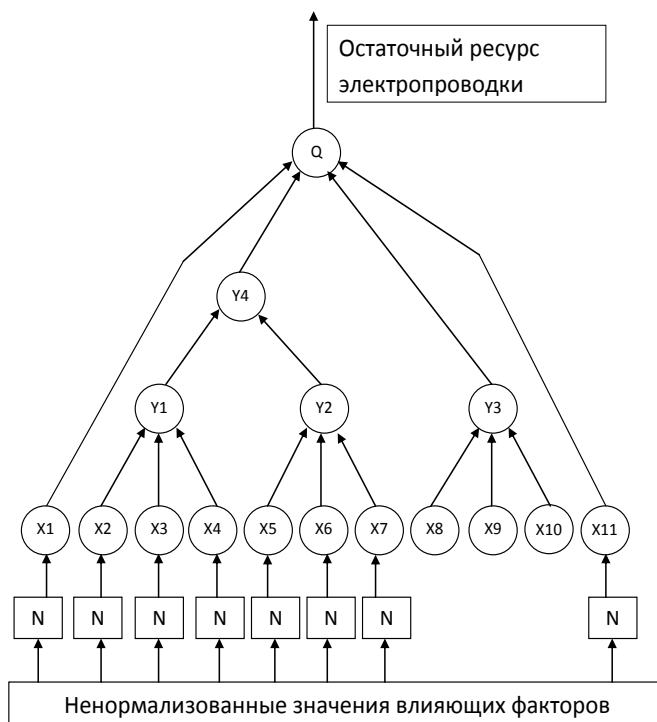 Остаточный ресурс
электропроводки
Q
Y4
Y1 Y2 Y3
X1 X2 X3 X4 X5 X6 X7 X8 X9 X10 X11
N N N N N N N N
Ненормализованные значения влияющих факторов